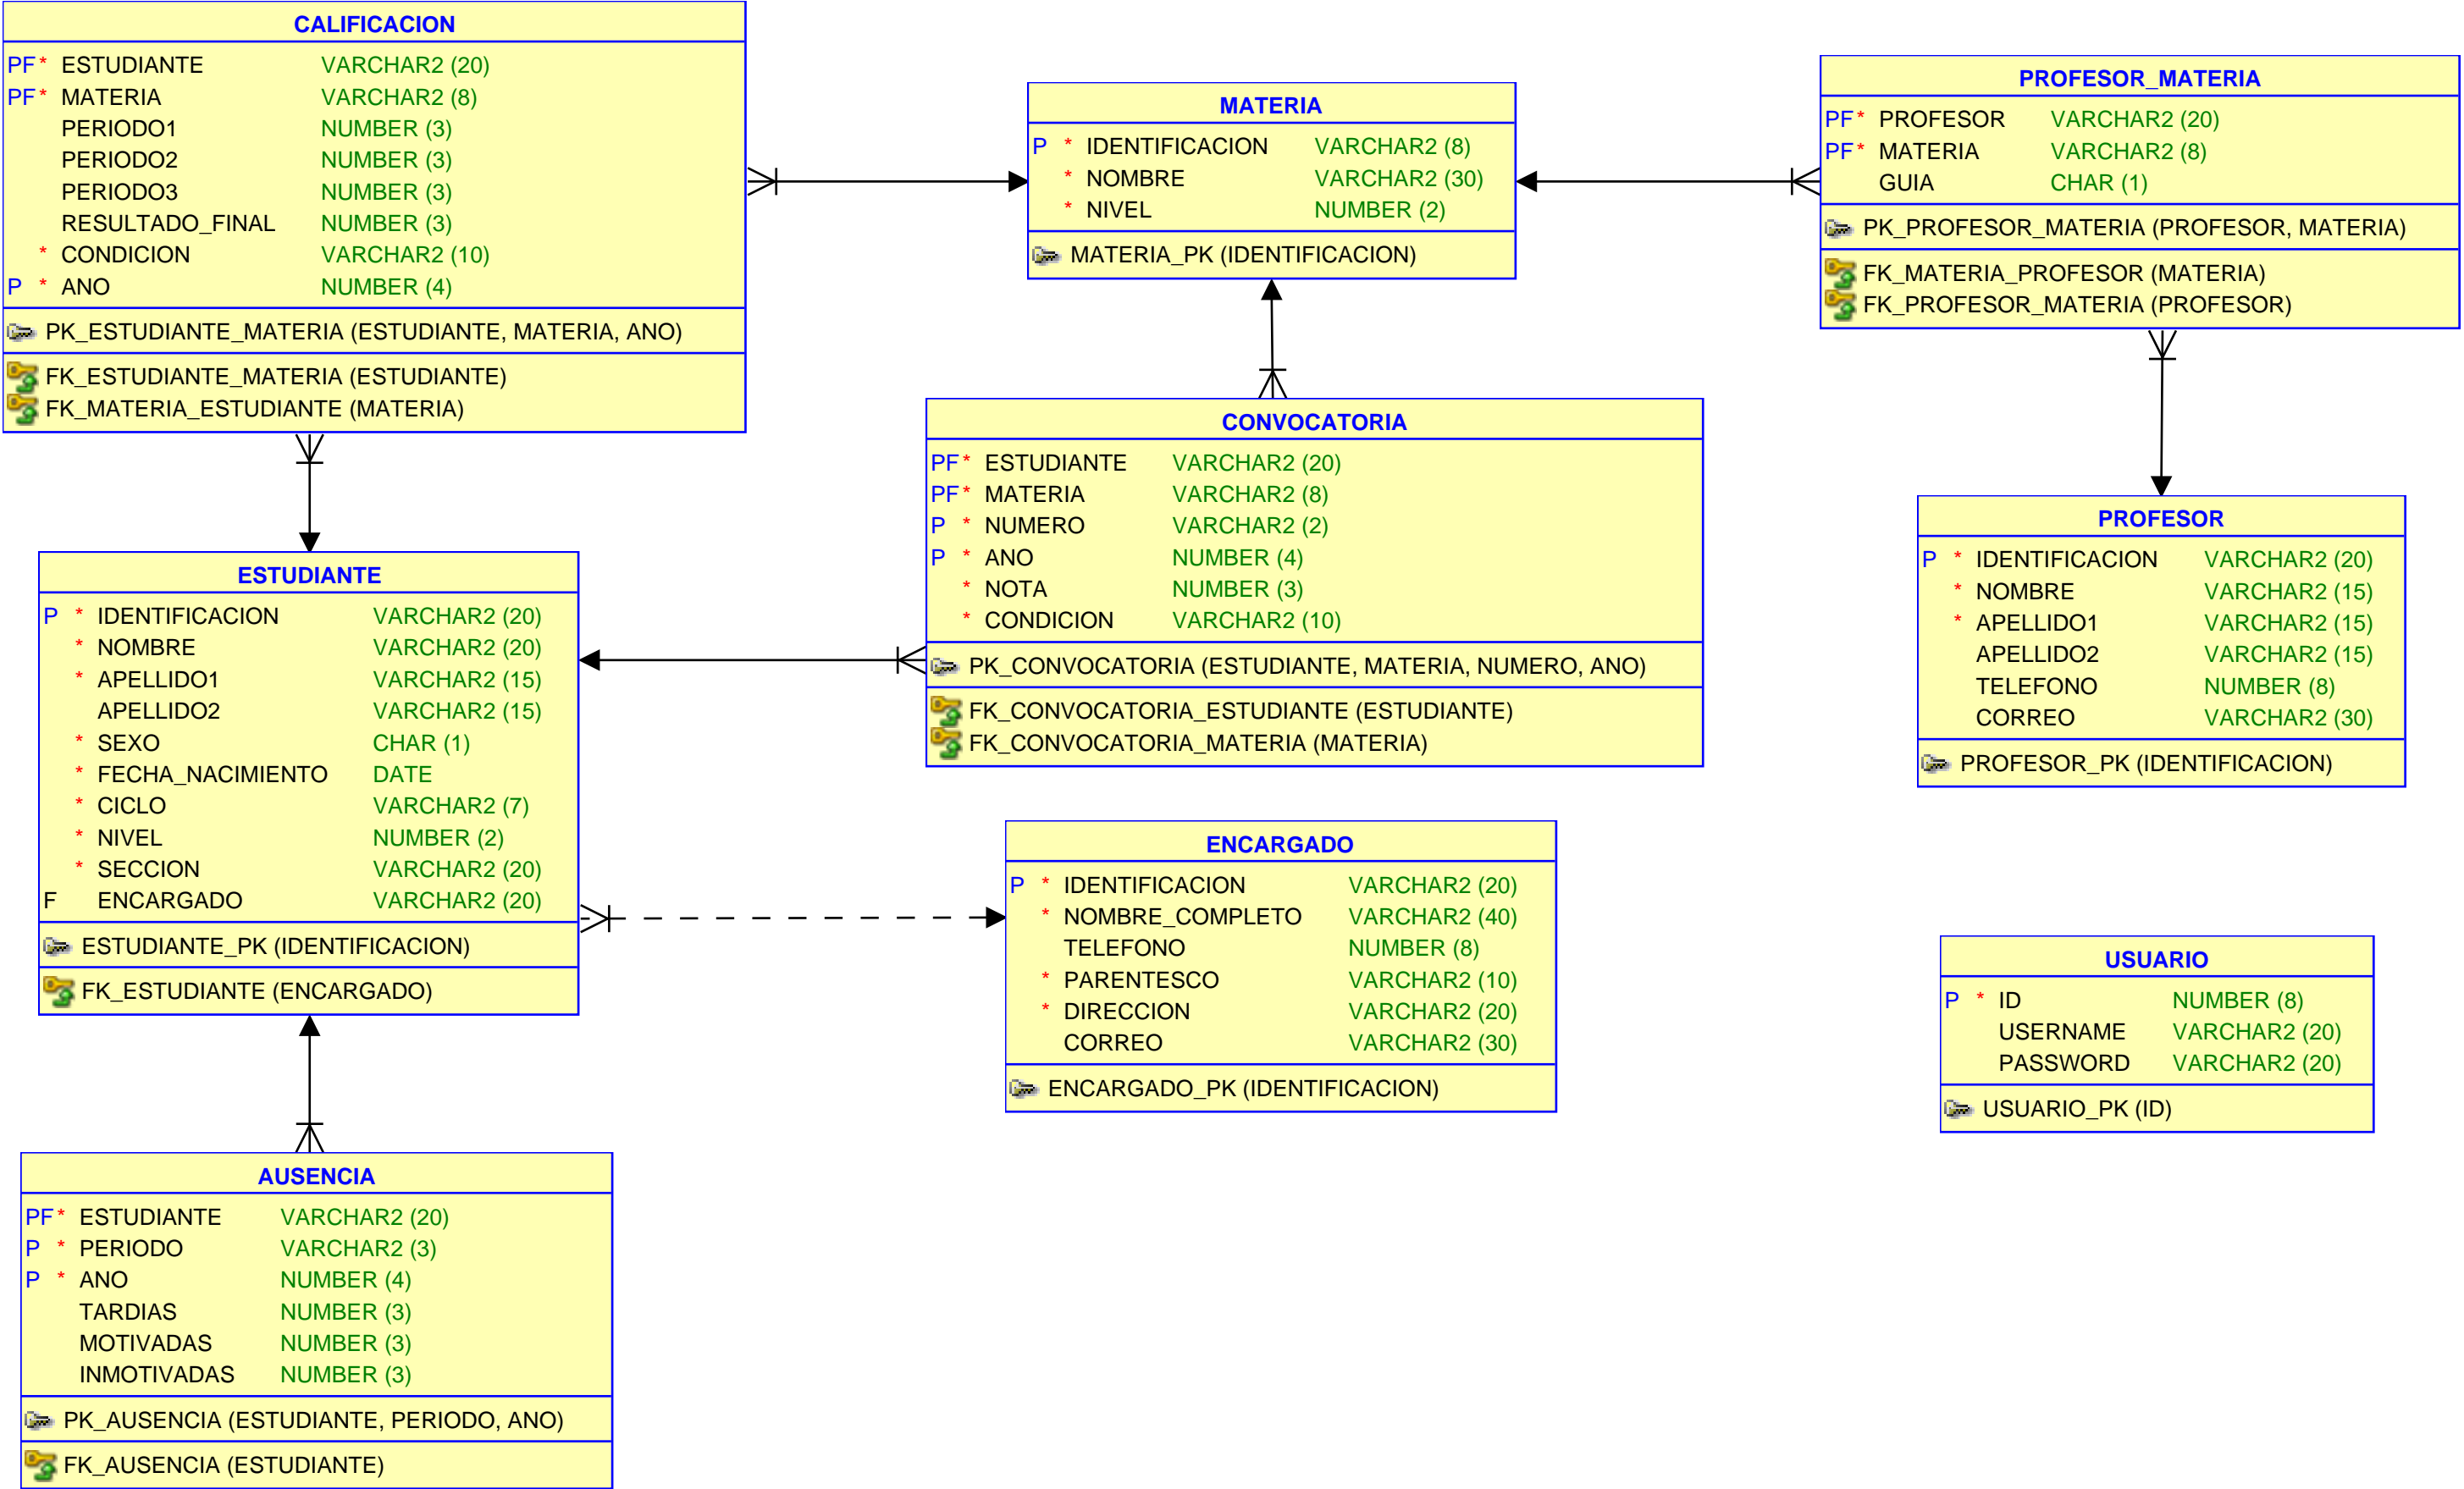 CALIFICACION
PF* ESTUDIANTE VARCHAR2 (20)
PF* MATERIA VARCHAR2 (8)
PERIODO1 NUMBER (3)
PERIODO2 NUMBER (3)
PERIODO3 NUMBER (3)
RESULTADO_FINAL NUMBER (3)
* CONDICION VARCHAR2 (10)
P * ANO NUMBER (4)
PK_ESTUDIANTE_MATERIA (ESTUDIANTE, MATERIA, ANO)
FK_ESTUDIANTE_MATERIA (ESTUDIANTE)
FK_MATERIA_ESTUDIANTE (MATERIA)
MATERIA
P * IDENTIFICACION VARCHAR2 (8)
* NOMBRE VARCHAR2 (30)
* NIVEL NUMBER (2)
MATERIA_PK (IDENTIFICACION)
PROFESOR_MATERIA
PF* PROFESOR VARCHAR2 (20)
PF* MATERIA VARCHAR2 (8)
GUIA CHAR (1)
PK_PROFESOR_MATERIA (PROFESOR, MATERIA)
FK_MATERIA_PROFESOR (MATERIA)
FK_PROFESOR_MATERIA (PROFESOR)
CONVOCATORIA
PF* ESTUDIANTE VARCHAR2 (20)
PF* MATERIA VARCHAR2 (8)
P * NUMERO VARCHAR2 (2)
P * ANO NUMBER (4)
* NOTA NUMBER (3)
* CONDICION VARCHAR2 (10)
PK_CONVOCATORIA (ESTUDIANTE, MATERIA, NUMERO, ANO)
FK_CONVOCATORIA_ESTUDIANTE (ESTUDIANTE)
FK_CONVOCATORIA_MATERIA (MATERIA)
PROFESOR
P * IDENTIFICACION VARCHAR2 (20)
* NOMBRE VARCHAR2 (15)
* APELLIDO1 VARCHAR2 (15)
APELLIDO2 VARCHAR2 (15)
TELEFONO NUMBER (8)
CORREO VARCHAR2 (30)
PROFESOR_PK (IDENTIFICACION)
ESTUDIANTE
P * IDENTIFICACION VARCHAR2 (20)
* NOMBRE VARCHAR2 (20)
* APELLIDO1 VARCHAR2 (15)
APELLIDO2 VARCHAR2 (15)
* SEXO CHAR (1)
* FECHA_NACIMIENTO DATE
* CICLO VARCHAR2 (7)
* NIVEL NUMBER (2)
* SECCION VARCHAR2 (20)
F ENCARGADO VARCHAR2 (20)
ESTUDIANTE_PK (IDENTIFICACION)
FK_ESTUDIANTE (ENCARGADO)
ENCARGADO
P * IDENTIFICACION VARCHAR2 (20)
* NOMBRE_COMPLETO VARCHAR2 (40)
TELEFONO NUMBER (8)
* PARENTESCO VARCHAR2 (10)
* DIRECCION VARCHAR2 (20)
CORREO VARCHAR2 (30)
ENCARGADO_PK (IDENTIFICACION)
USUARIO
P * ID NUMBER (8)
USERNAME VARCHAR2 (20)
PASSWORD VARCHAR2 (20)
USUARIO_PK (ID)
AUSENCIA
PF* ESTUDIANTE VARCHAR2 (20)
P * PERIODO VARCHAR2 (3)
P * ANO NUMBER (4)
TARDIAS NUMBER (3)
MOTIVADAS NUMBER (3)
INMOTIVADAS NUMBER (3)
PK_AUSENCIA (ESTUDIANTE, PERIODO, ANO)
FK_AUSENCIA (ESTUDIANTE)